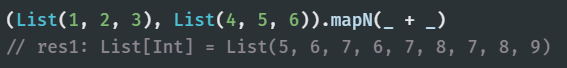 (List(1, 2, 3), List(4, 5, 6)).mapN(_ + _)
// res1: List[Int] = List(5, 6, 7, 6, 7, 8, 7, 8, 9)